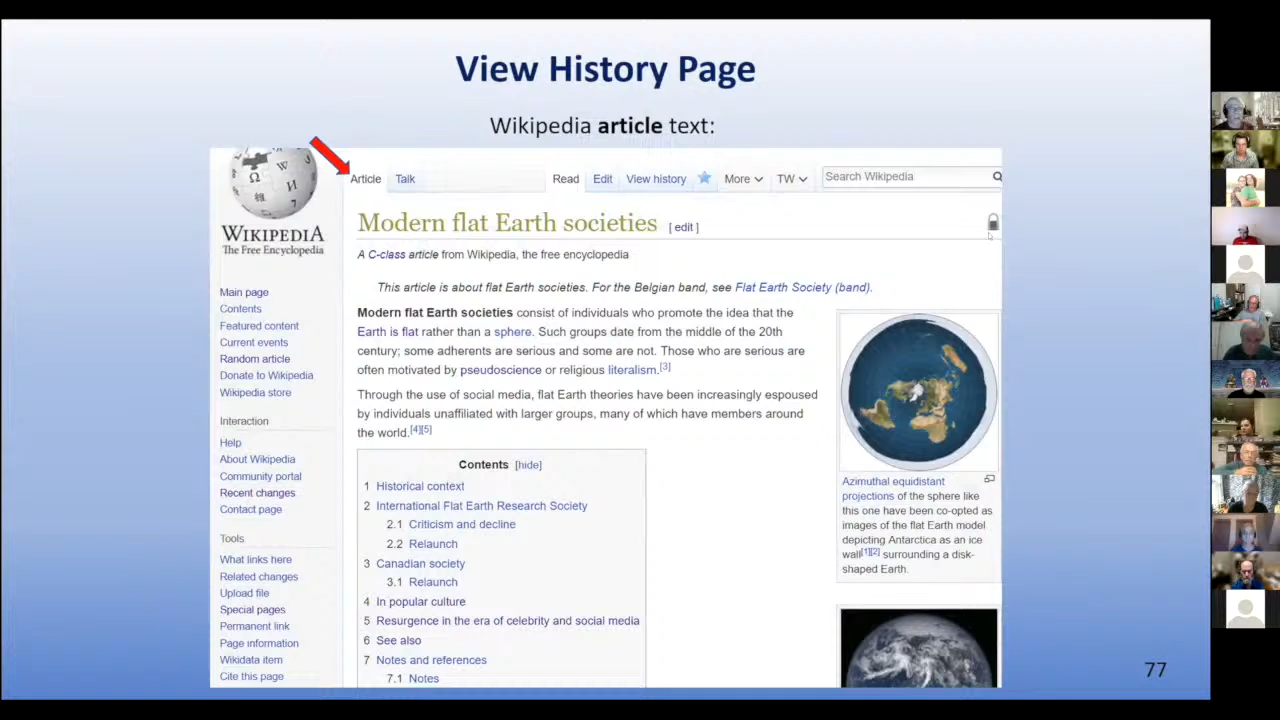 View History Page
Wikipedia article text:
Article Talk Read Edit View history More TW Search Wikipedia
WIKIPEDIA
The Free Encyclopedia
Main page
Contents
Featured content
Current events
Random article
Donate to Wikipedia
Wikipedia store
Interaction
Help
About Wikipedia
Community portal
Recent changes
Contact page
Tools
What links here
Related changes
Upload file
Special pages
Permanent link
Page information
Wikidata item
Cite this page
Modern flat Earth societies [ edit ]
A C-class article from Wikipedia, the free encyclopedia
This article is about flat Earth societies. For the Belgian band, see Flat Earth Society (band).
Modern flat Earth societies consist of individuals who promote the idea that the
Earth is flat rather than a sphere. Such groups date from the middle of the 20th
century; some adherents are serious and some are not. Those who are serious are
often motivated by pseudoscience or religious literalism.[3]
Through the use of social media, flat Earth theories have been increasingly espoused
by individuals unaffiliated with larger groups, many of which have members around
the world.[4][5]
Contents [hide]
1 Historical context
2 International Flat Earth Research Society
2.1 Criticism and decline
2.2 Relaunch
3 Canadian society
3.1 Relaunch
4 In popular culture
5 Resurgence in the era of celebrity and social media
6 See also
7 Notes and references
7.1 Notes
Azimuthal equidistant
projections of the sphere like
this one have been co-opted as
images of the flat Earth model
depicting Antarctica as an ice
wall[1][2] surrounding a disk-
shaped Earth.
77